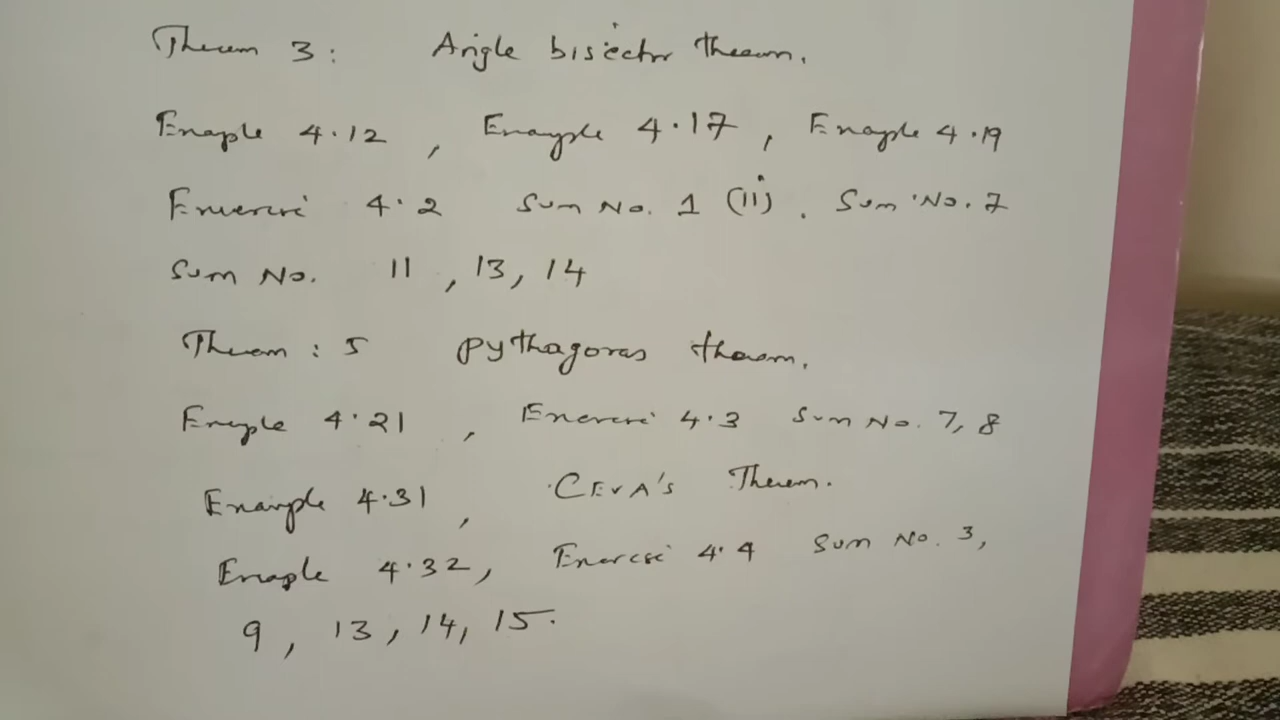 Theorem 3 : Angle bisector theorem.
Example 4.12 , Example 4.17 , Example 4.19
Exercise 4.2 Sum No. 1 (ii) . Sum No. 7
Sum No. 11 , 13, 14
Theorem : 5 pythagoras theorem.
Example 4.21 , Exercise 4.3 Sum No. 7, 8
Example 4.31 , CEVA's Theorem.
Example 4.32, Exercise 4.4 Sum No. 3,
9 , 13 , 14, 15.